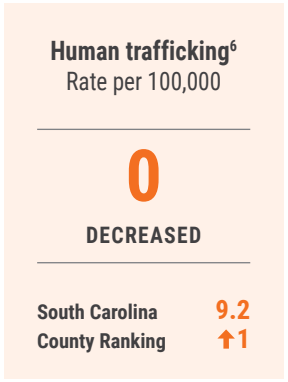 Human trafficking⁶
Rate per 100,000
0
DECREASED
South Carolina 9.2
County Ranking ↑1